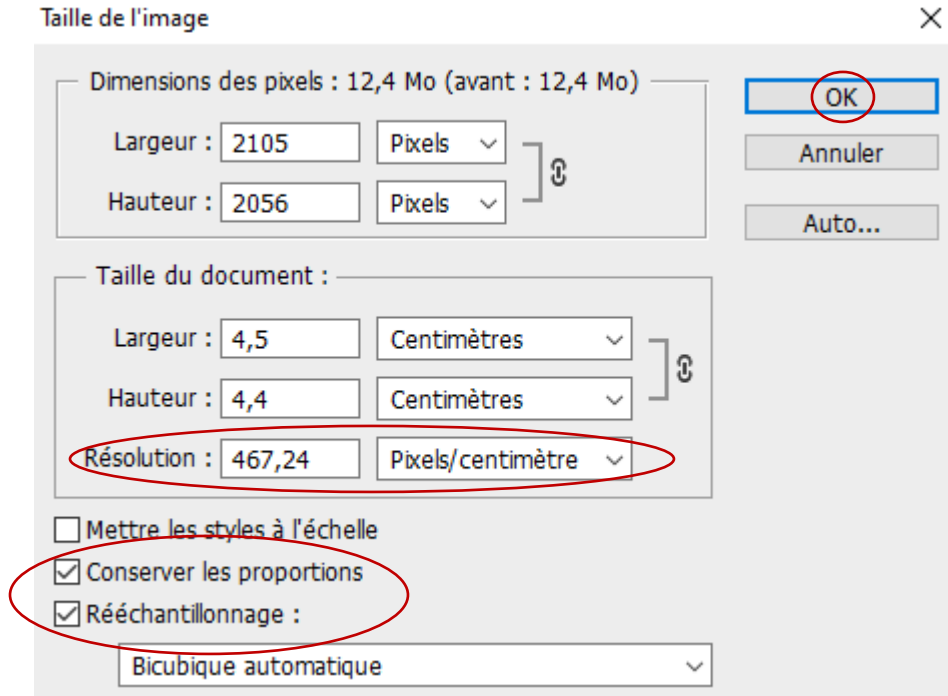 Taille de l'image
Dimensions des pixels : 12,4 Mo (avant : 12,4 Mo)
Largeur : 2105 Pixels
Hauteur : 2056 Pixels
OK
Annuler
Auto...
Taille du document :
Largeur : 4,5 Centimètres
Hauteur : 4,4 Centimètres
Résolution : 467,24 Pixels/centimètre
Mettre les styles à l'échelle
Conserver les proportions
Rééchantillonnage :
Bicubique automatique